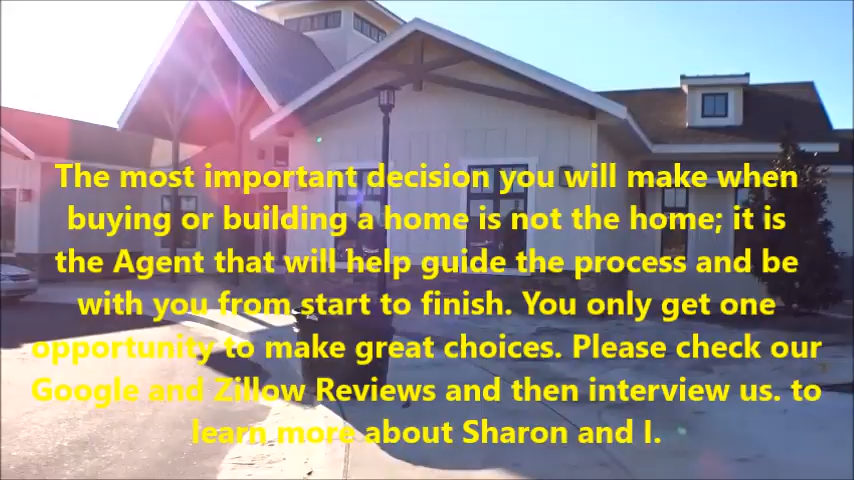 The most important decision you will make when
buying or building a home is not the home; it is
the Agent that will help guide the process and be
with you from start to finish. You only get one
opportunity to make great choices. Please check our
Google and Zillow Reviews and then interview us. to
learn more about Sharon and I.